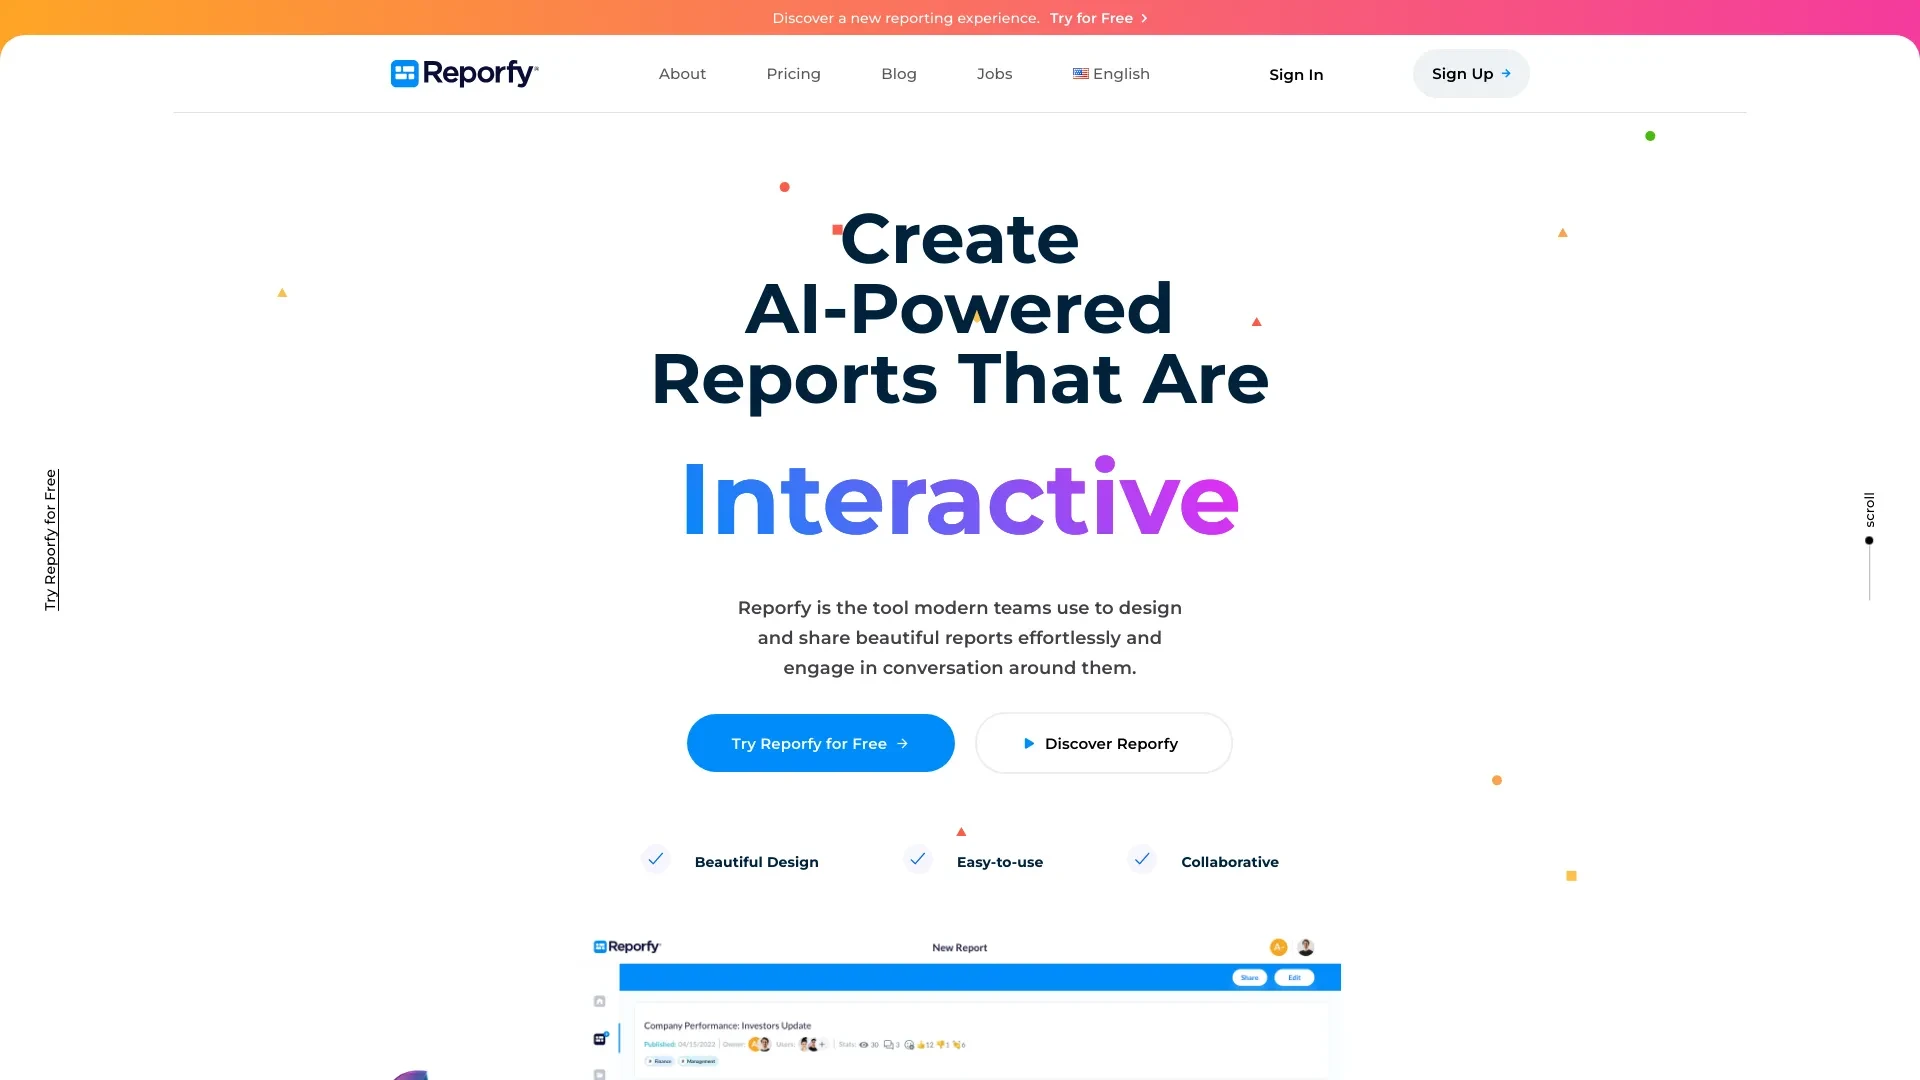 Discover a new reporting experience. Try for Free
Reporfy
About
Pricing
Blog
Jobs
English
Sign In
Sign Up
Create
AI-Powered
Reports That Are
Interactive
Try Reporfy for Free
scroll
Reporfy is the tool modern teams use to design
and share beautiful reports effortlessly and
engage in conversation around them.
Try Reporfy for Free
Discover Reporfy
Beautiful Design
Easy-to-use
Collaborative
Reporfy
New Report
Share
Edit
Company Performance: Investors Update
Published: 04/15/2022 Owner: Users: + Stats: 30 3 12 1 6
Finance Management